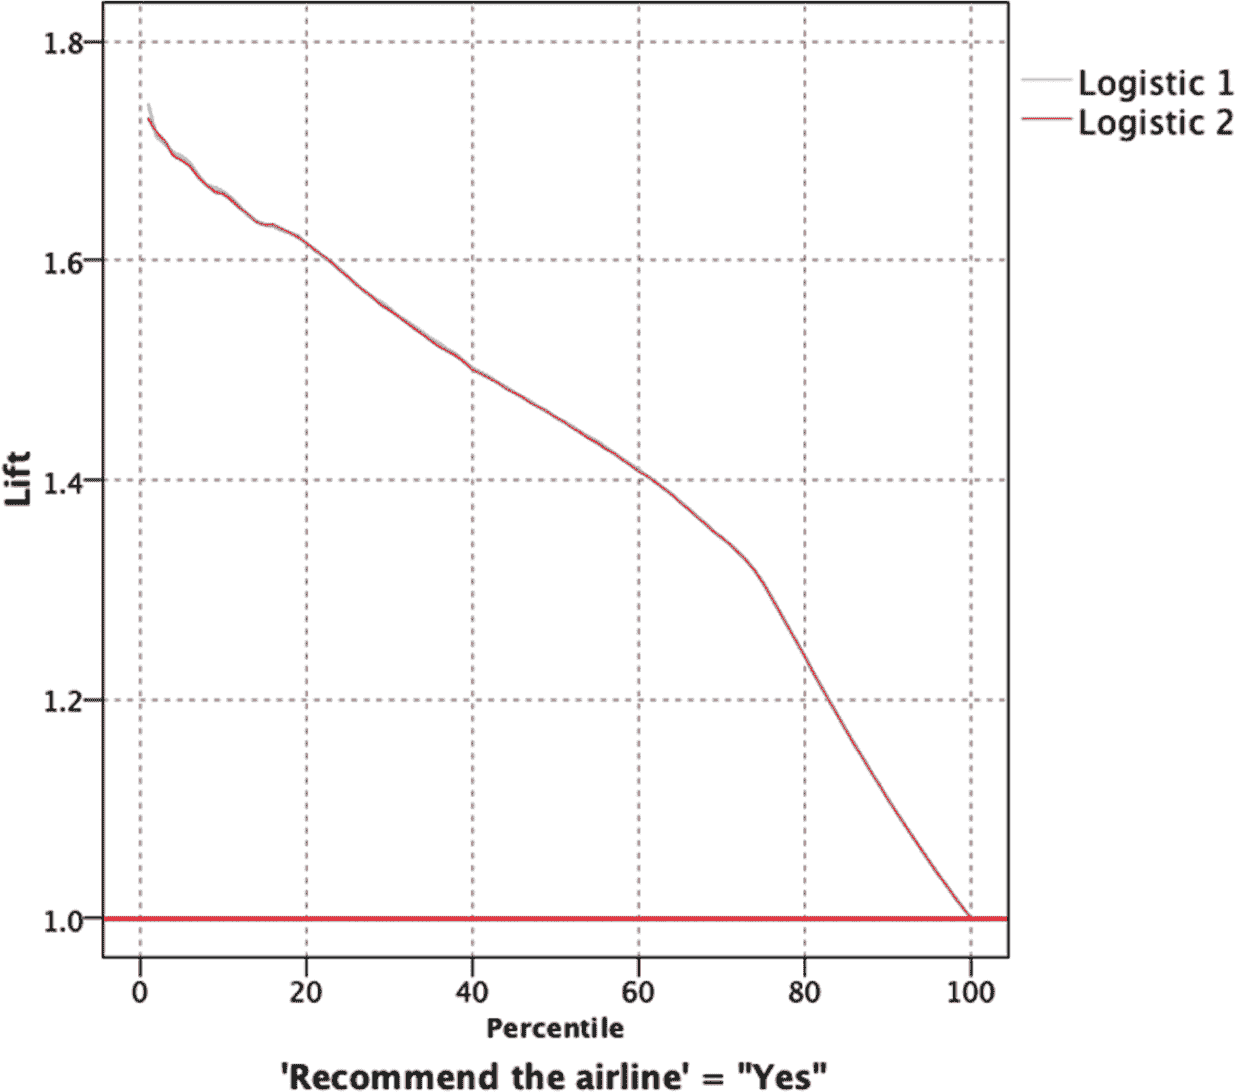 1.8
1.6
1.4
1.2
1.0
Lift
0 20 40 60 80 100
Percentile
'Recommend the airline' = "Yes"
Logistic 1
Logistic 2